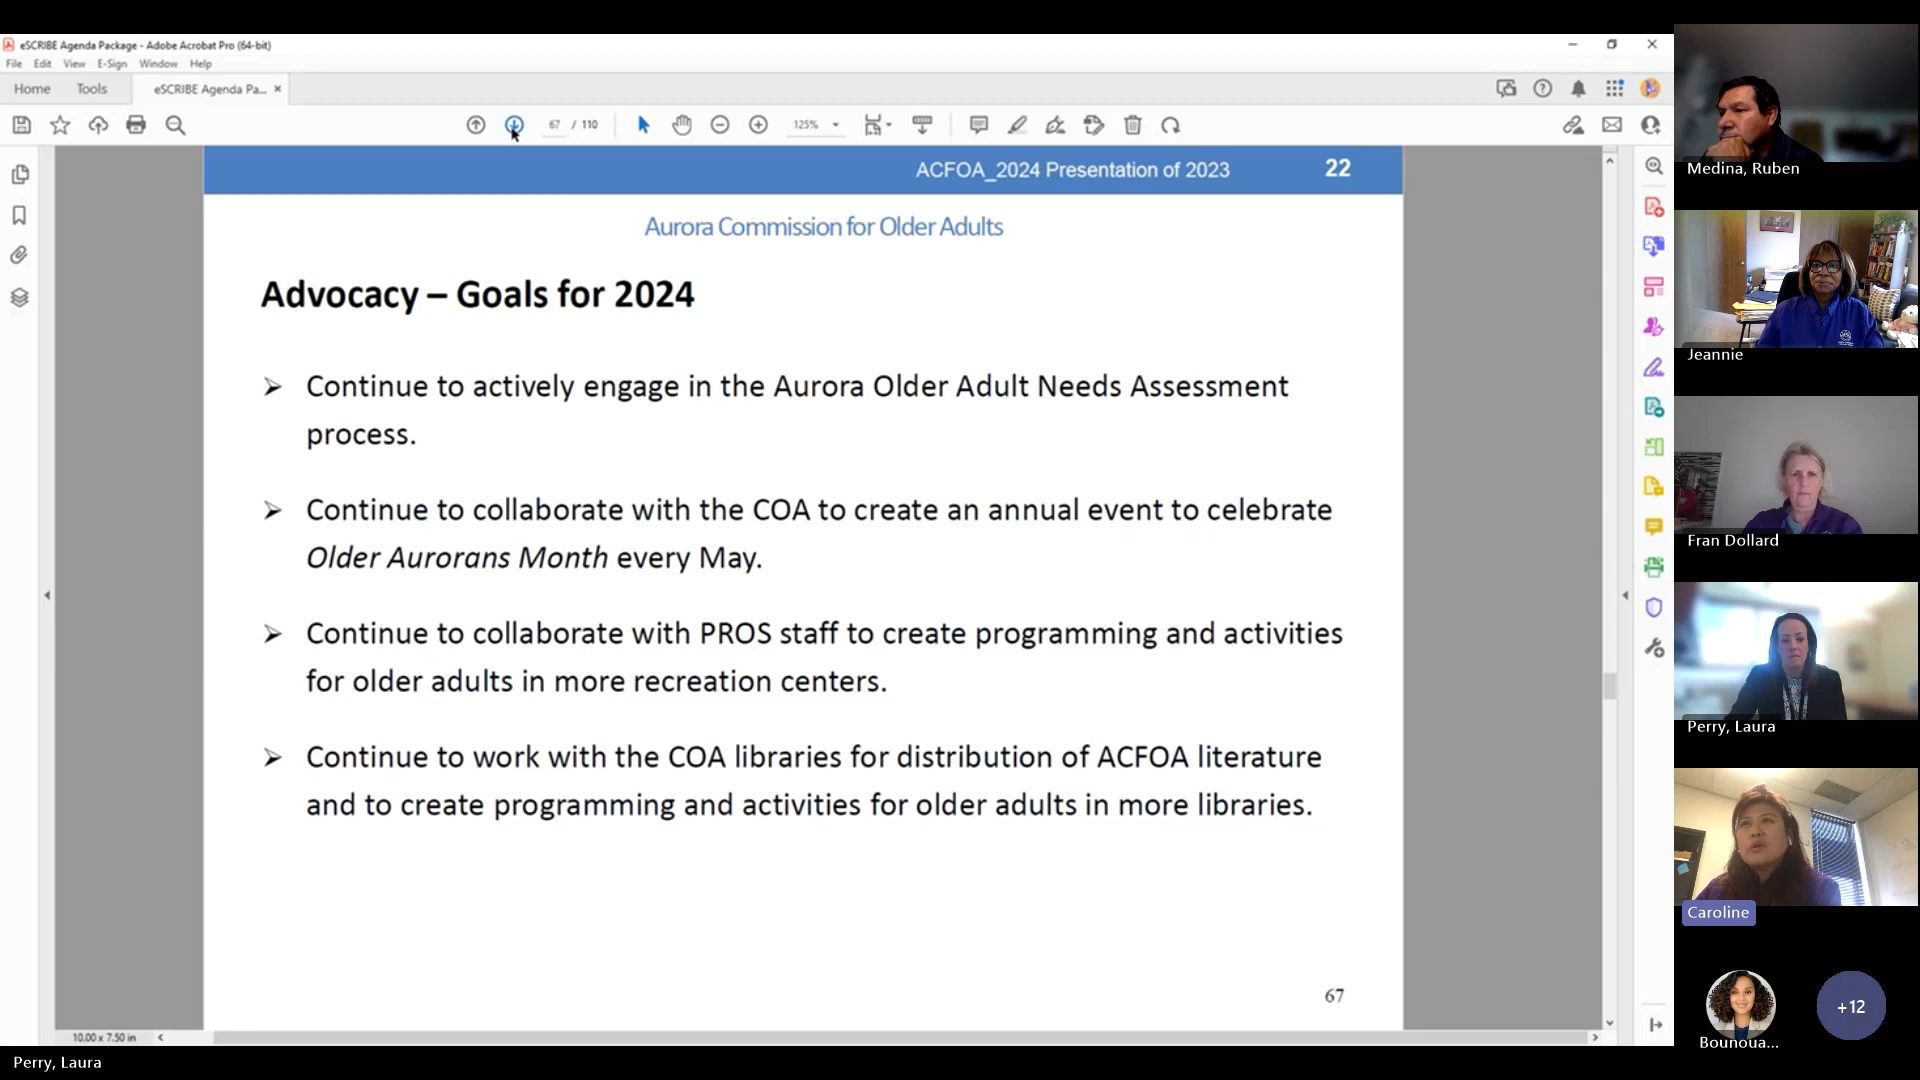 eSCRIBE Agenda Package - Adobe Acrobat Pro (64-bit)
File Edit View E-Sign Window Help
Home Tools eSCRIBE Agenda Pa... ×
67 / 110 125%
ACFOA_2024 Presentation of 2023 22
Aurora Commission for Older Adults
Advocacy – Goals for 2024
➢ Continue to actively engage in the Aurora Older Adult Needs Assessment
process.
➢ Continue to collaborate with the COA to create an annual event to celebrate
Older Aurorans Month every May.
➢ Continue to collaborate with PROS staff to create programming and activities
for older adults in more recreation centers.
➢ Continue to work with the COA libraries for distribution of ACFOA literature
and to create programming and activities for older adults in more libraries.
67
10.00 x 7.50 in
Perry, Laura
Medina, Ruben
Jeannie
Fran Dollard
Perry, Laura
Caroline
Bounoua...
+12